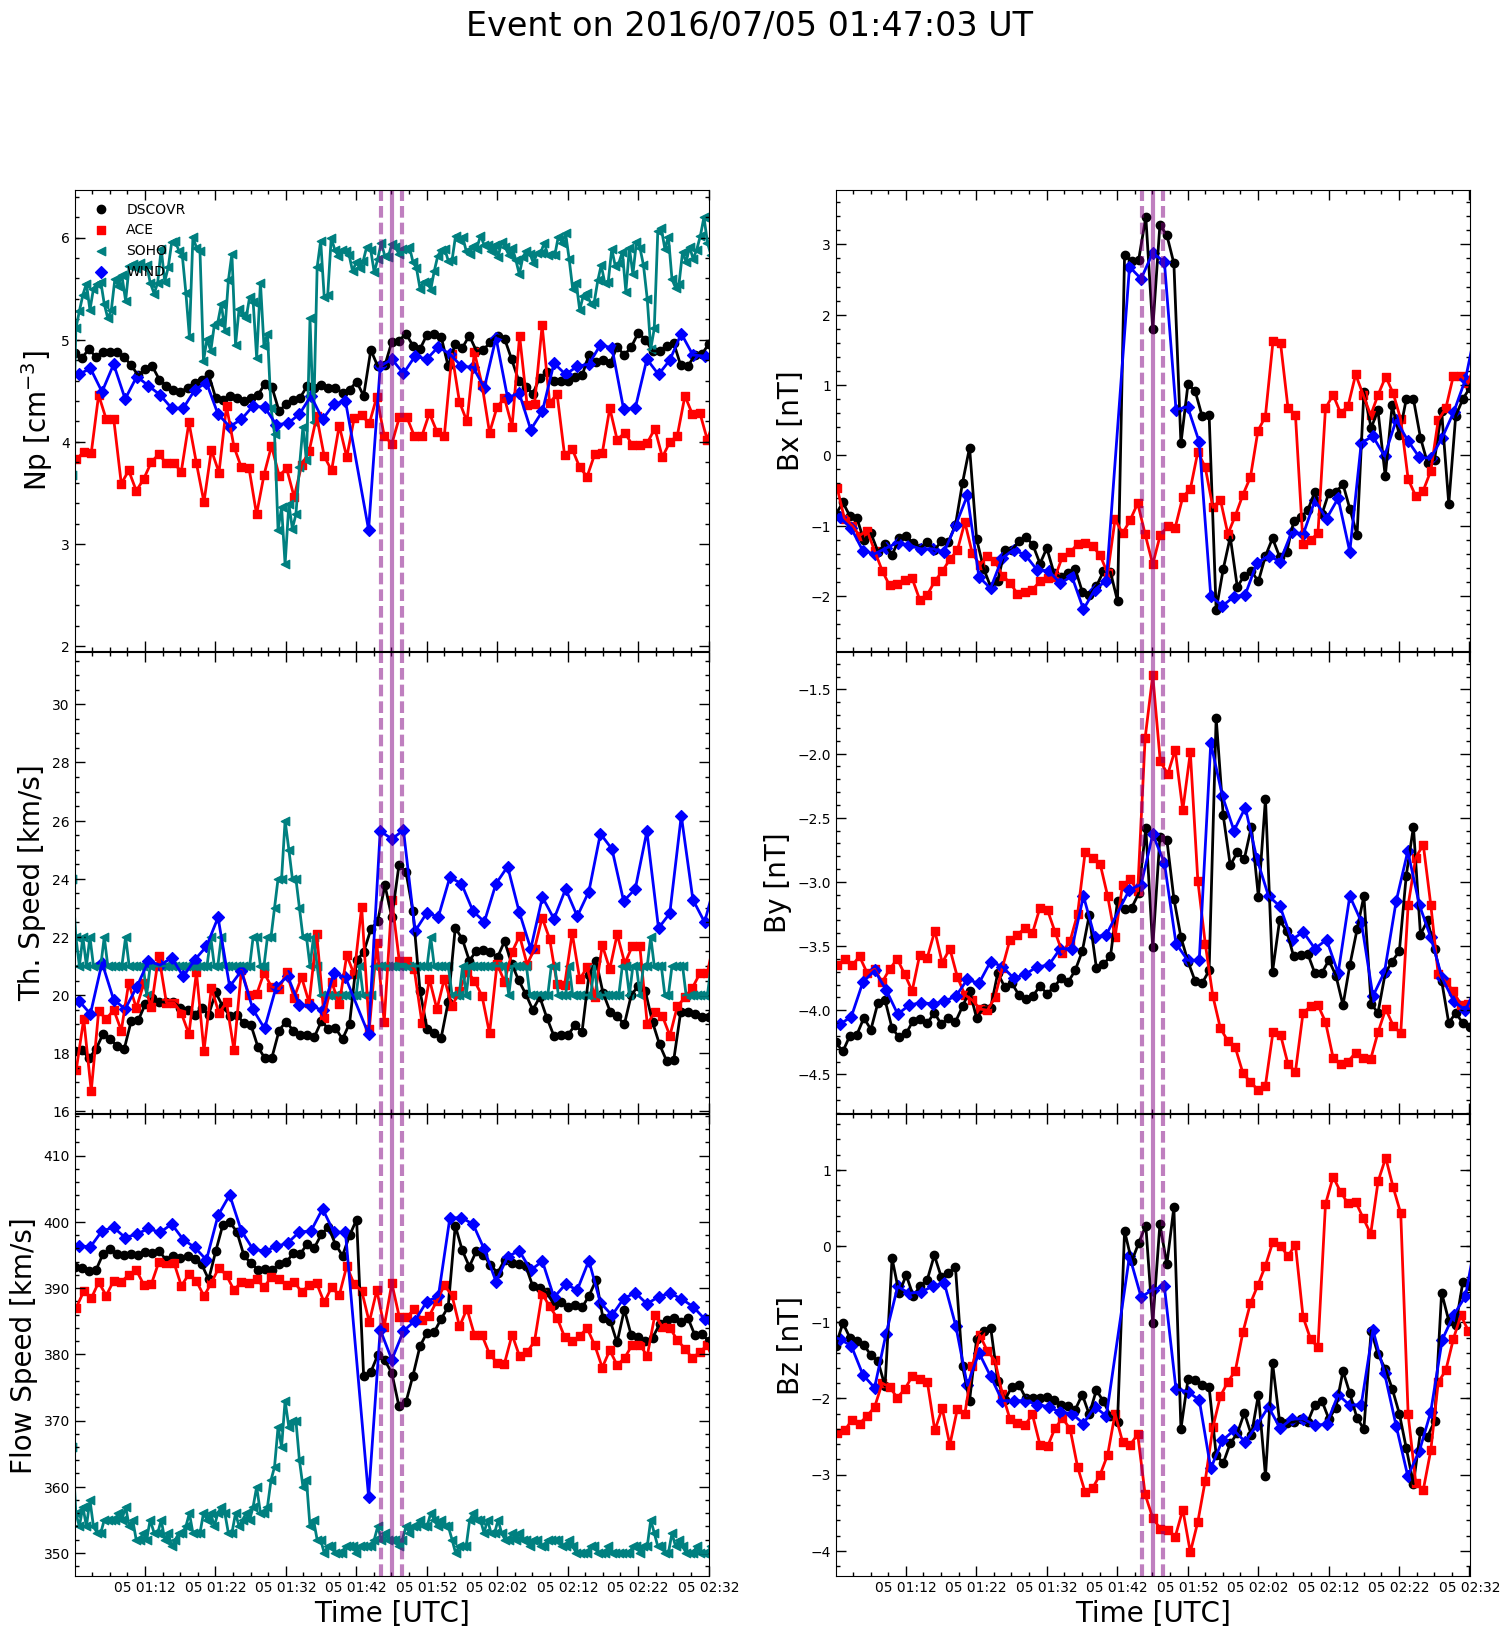 Event on 2016/07/05 01:47:03 UT
DSCOVR
ACE
SOHO
WIND
Np [cm−3]
6
5
4
3
2
Th. Speed [km/s]
30
28
26
24
22
20
18
16
Flow Speed [km/s]
410
400
390
380
370
360
350
05 01:12 05 01:22 05 01:32 05 01:42 05 01:52 05 02:02 05 02:12 05 02:22 05 02:32
Time [UTC]
Bx [nT]
3
2
1
0
−1
−2
By [nT]
−1.5
−2.0
−2.5
−3.0
−3.5
−4.0
−4.5
Bz [nT]
1
0
−1
−2
−3
−4
05 01:12 05 01:22 05 01:32 05 01:42 05 01:52 05 02:02 05 02:12 05 02:22 05 02:32
Time [UTC]